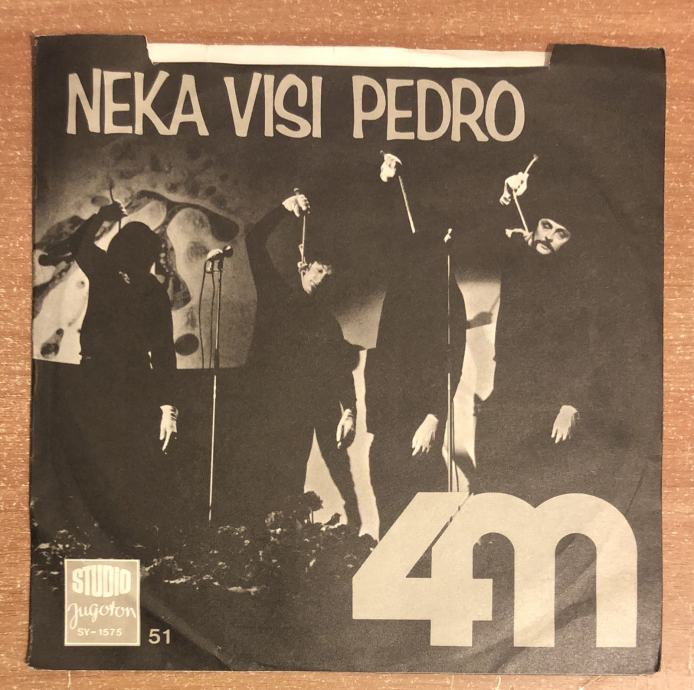 NEKA VISI PEDRO
4m
STUDIO
Jugoton
SY-1575
51